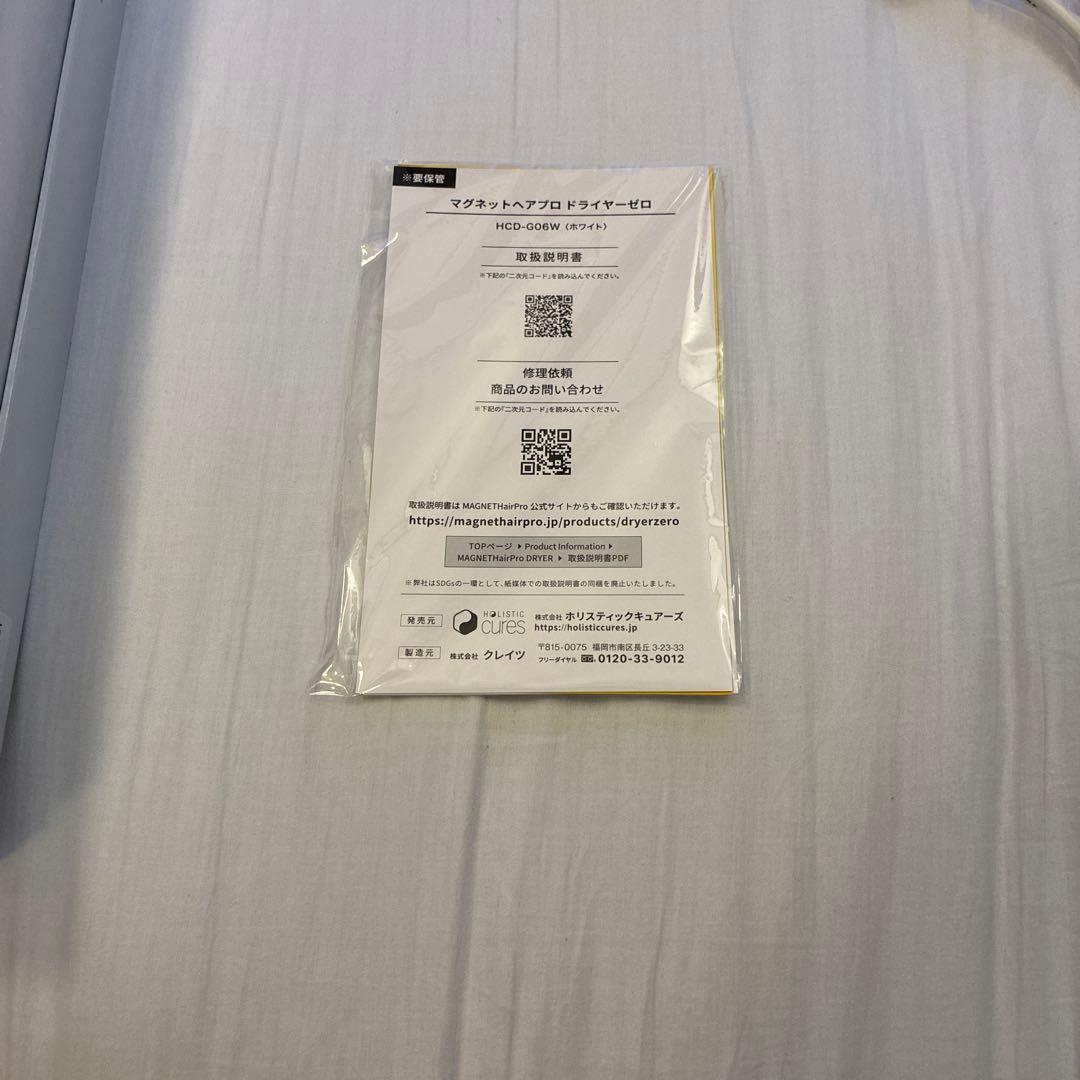 ※要保管
マグネットヘアプロ ドライヤーゼロ
HCD-G06W〈ホワイト〉
取扱説明書
※下記の「二次元コード」を読み込んでください。
修理依頼
商品のお問い合わせ
※下記の「二次元コード」を読み込んでください。
取扱説明書は MAGNETHairPro 公式サイトからもご確認いただけます。
https://magnethairpro.jp/products/dryerzero
TOPページ ▶ Product Information ▶
MAGNETHairPro DRYER ▶ 取扱説明書PDF
※弊社はSDGsの一環として、紙媒体での取扱説明書の同梱を廃止いたしました。
発売元 HOLISTIC cures 株式会社 ホリスティックキュアーズ
https://holisticcures.jp
製造元 株式会社 クレイツ 〒815-0075 福岡市南区長丘 3-23-33
フリーダイヤル 0120-33-9012